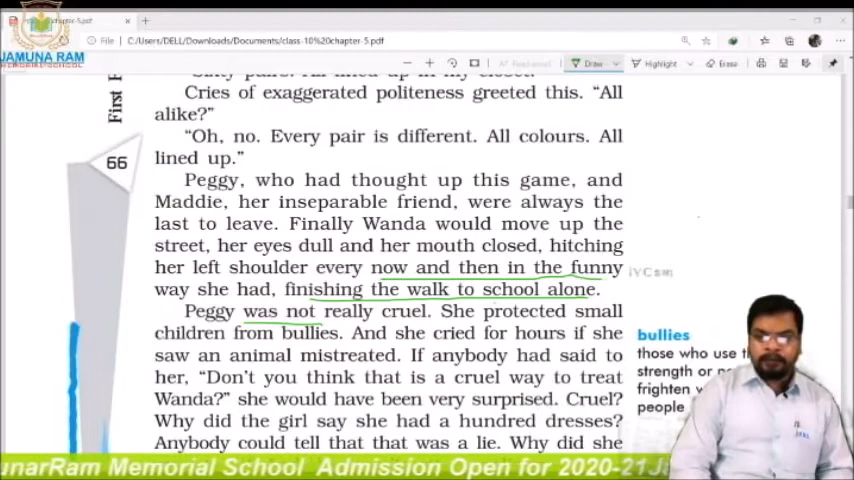 chapter-5.pdf
JAMUNA RAM
File
C:/Users/DELL/Downloads/Documents/class-10%20chapter-5.pdf
Draw
Highlight
Erase
First
alike?”
Cries of exaggerated politeness greeted this. “All
“Oh, no. Every pair is different. All colours. All
lined up.”
66
Peggy, who had thought up this game, and
Maddie, her inseparable friend, were always the
last to leave. Finally Wanda would move up the
street, her eyes dull and her mouth closed, hitching
her left shoulder every now and then in the funny
way she had, finishing the walk to school alone.
Peggy was not really cruel. She protected small
children from bullies. And she cried for hours if she
saw an animal mistreated. If anybody had said to
her, “Don't you think that is a cruel way to treat
Wanda?” she would have been very surprised. Cruel?
Why did the girl say she had a hundred dresses?
Anybody could tell that that was a lie. Why did she
bullies
those who use
strength or
frighten
people
Ram Memorial School Admission Open for 2020-21